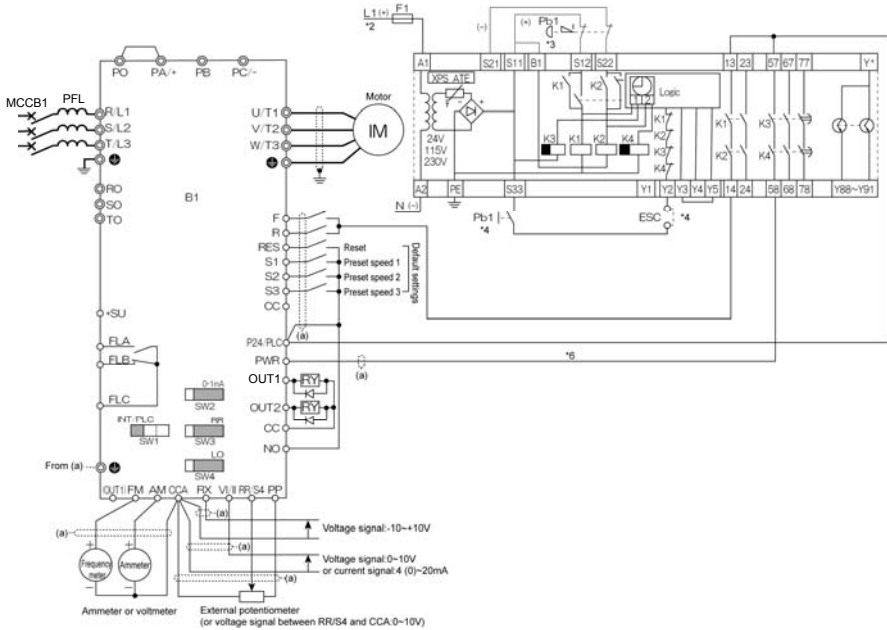 L1 (+) F1
*2
(−) (+) Pb1
*3
A1 S21 S11 B1 S12 S22 13 23 57 67 77 Y*
XPS ATE
K1 K2 Logic
1 2
24V
115V
230V
K3 K1 K2 K4
K1
K2
K3
K4
K1 K3
K2 K4
A2 PE S33 Y1 Y2 Y3 Y4 Y5 14 24 58 68 78 Y88~Y91
N (−)
Pb1
*4
ESC *4
PO PA/+ PB PC/−
MCCB1 PFL
R/L1
S/L2
T/L3
U/T1
V/T2
W/T3
Motor
IM
RO
SO
TO
B1
F
R
RES Reset
S1 Preset speed 1
S2 Preset speed 2
S3 Preset speed 3
Default settings
CC
+SU
(a)
P24/PLC
PWR
(a)
*6
FLA
FLB
FLC
OUT1 RY
OUT2 RY
CC
NO
0-1mA
SW2
INT/PLC
SW1
RR
SW3
LO
SW4
From (a)
(OUT1) FM AM CCA RX VI/II RR/S4 PP
(a)
(a)
(a)
(a)
Voltage signal:-10~+10V
Voltage signal:0~10V
or current signal:4 (0)~20mA
+ +
Frequency meter
Ammeter
− −
Ammeter or voltmeter
External potentiometer
(or voltage signal between RR/S4 and CCA:0~10V)